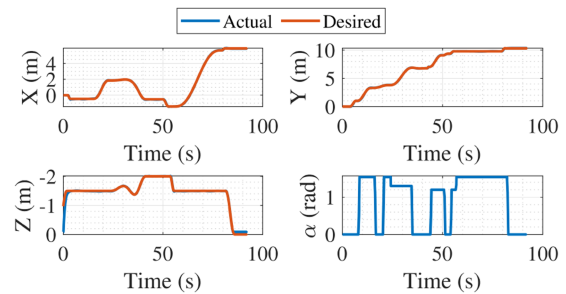 Actual Desired
X (m)
4
2
0
0 50 100
Time (s)
Y (m)
10
5
0
0 50 100
Time (s)
Z (m)
-2
-1
0
0 50 100
Time (s)
α (rad)
1
0
0 50 100
Time (s)